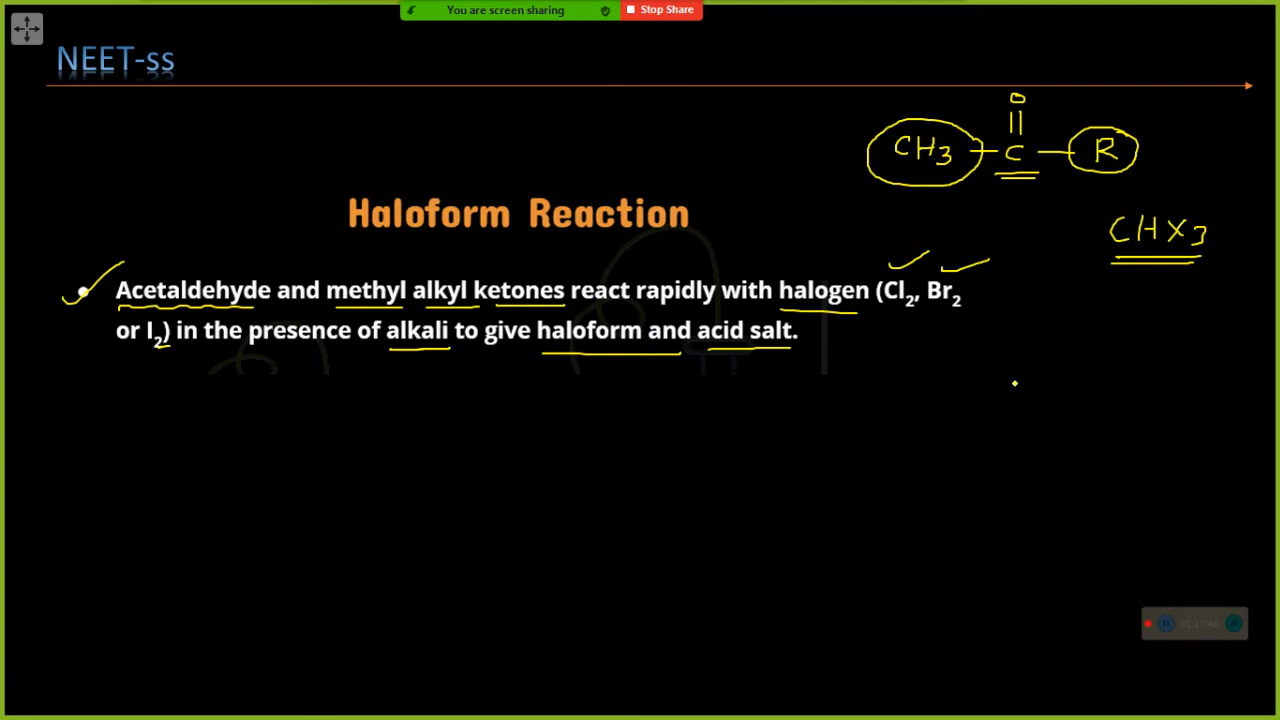 You are screen sharing Stop Share
NEET-ss
O
CH3 - C - R
CHX3
Haloform Reaction
• Acetaldehyde and methyl alkyl ketones react rapidly with halogen (Cl₂, Br₂
or I₂) in the presence of alkali to give haloform and acid salt.